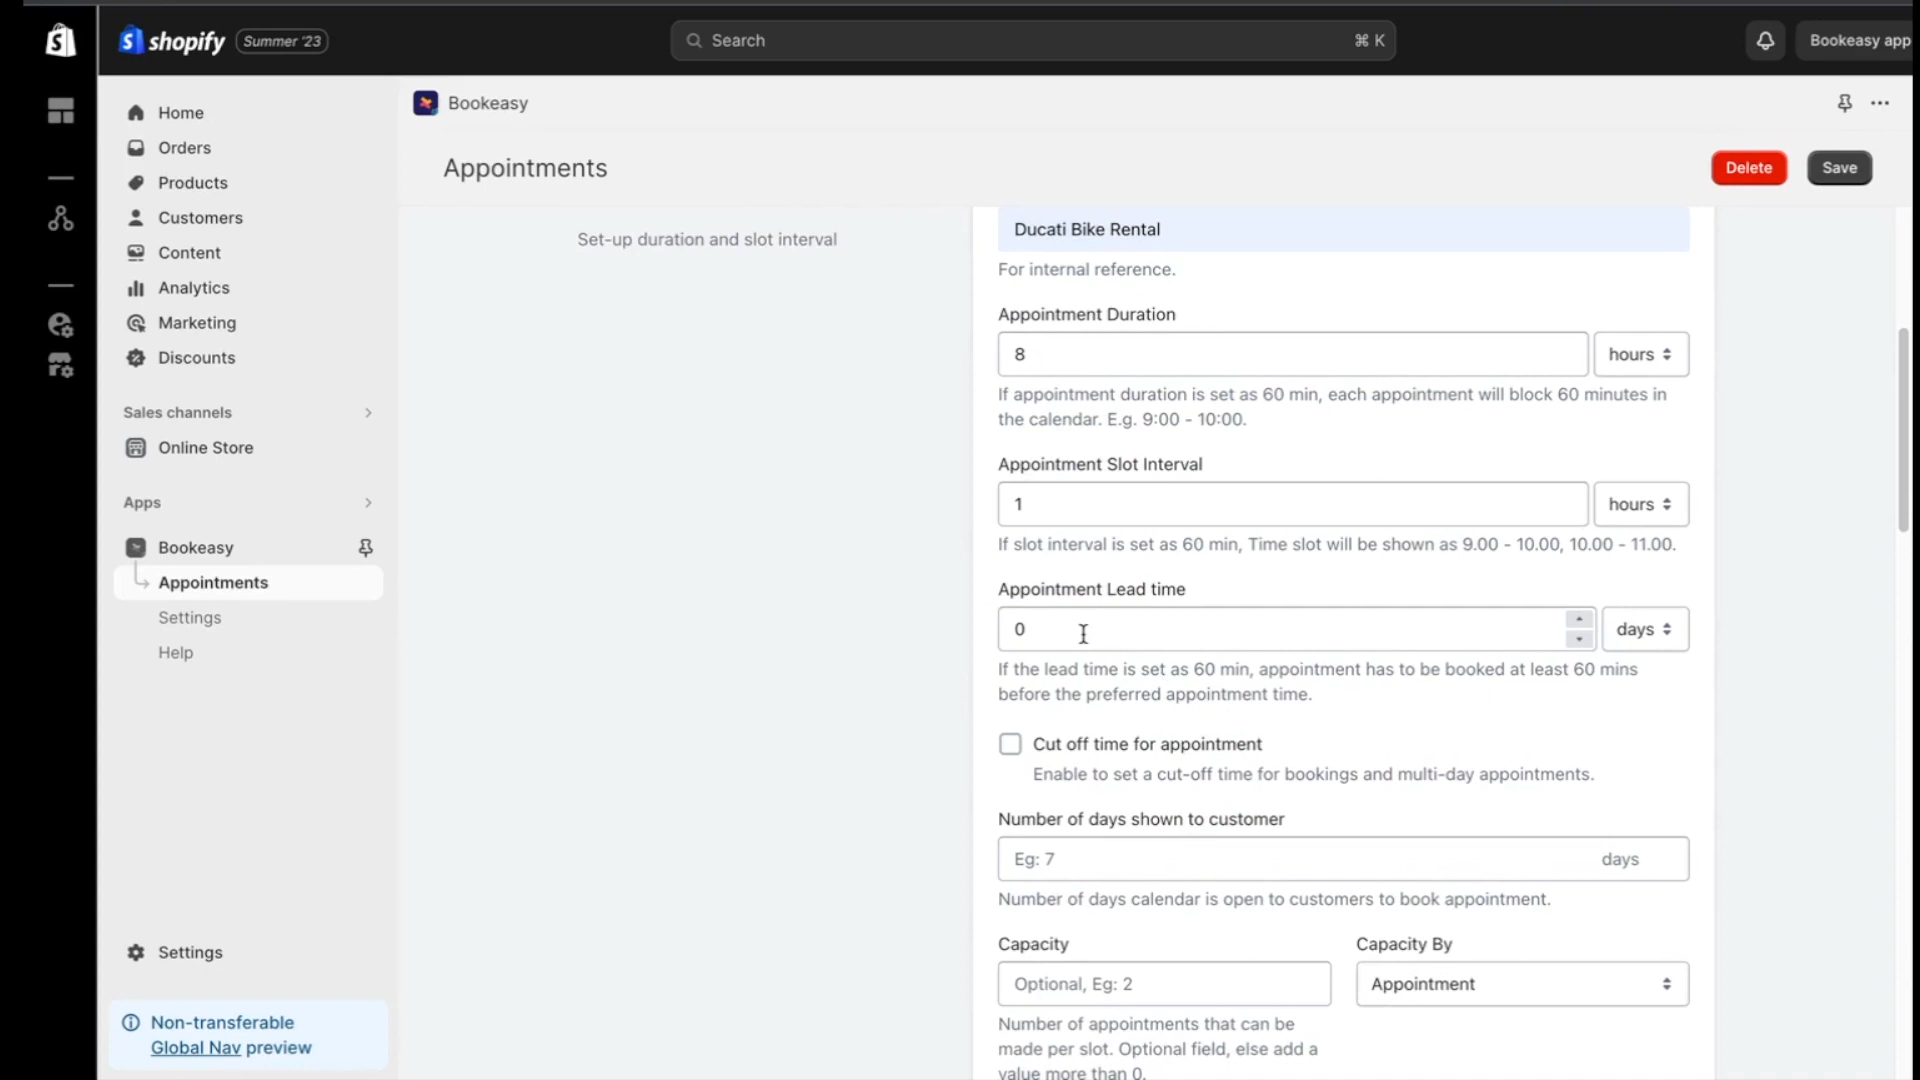 shopify Summer '23
Search ⌘ K
Bookeasy app
Home
Orders
Products
Customers
Content
Analytics
Marketing
Discounts
Sales channels
Online Store
Apps
Bookeasy
Appointments
Settings
Help
Settings
Non-transferable
Global Nav preview
Bookeasy
Appointments
Delete
Save
Set-up duration and slot interval
Ducati Bike Rental
For internal reference.
Appointment Duration
8 hours
If appointment duration is set as 60 min, each appointment will block 60 minutes in
the calendar. E.g. 9:00 - 10:00.
Appointment Slot Interval
1 hours
If slot interval is set as 60 min, Time slot will be shown as 9.00 - 10.00, 10.00 - 11.00.
Appointment Lead time
0 days
If the lead time is set as 60 min, appointment has to be booked at least 60 mins
before the preferred appointment time.
Cut off time for appointment
Enable to set a cut-off time for bookings and multi-day appointments.
Number of days shown to customer
Eg: 7 days
Number of days calendar is open to customers to book appointment.
Capacity
Capacity By
Optional, Eg: 2
Appointment
Number of appointments that can be
made per slot. Optional field, else add a
value more than 0.